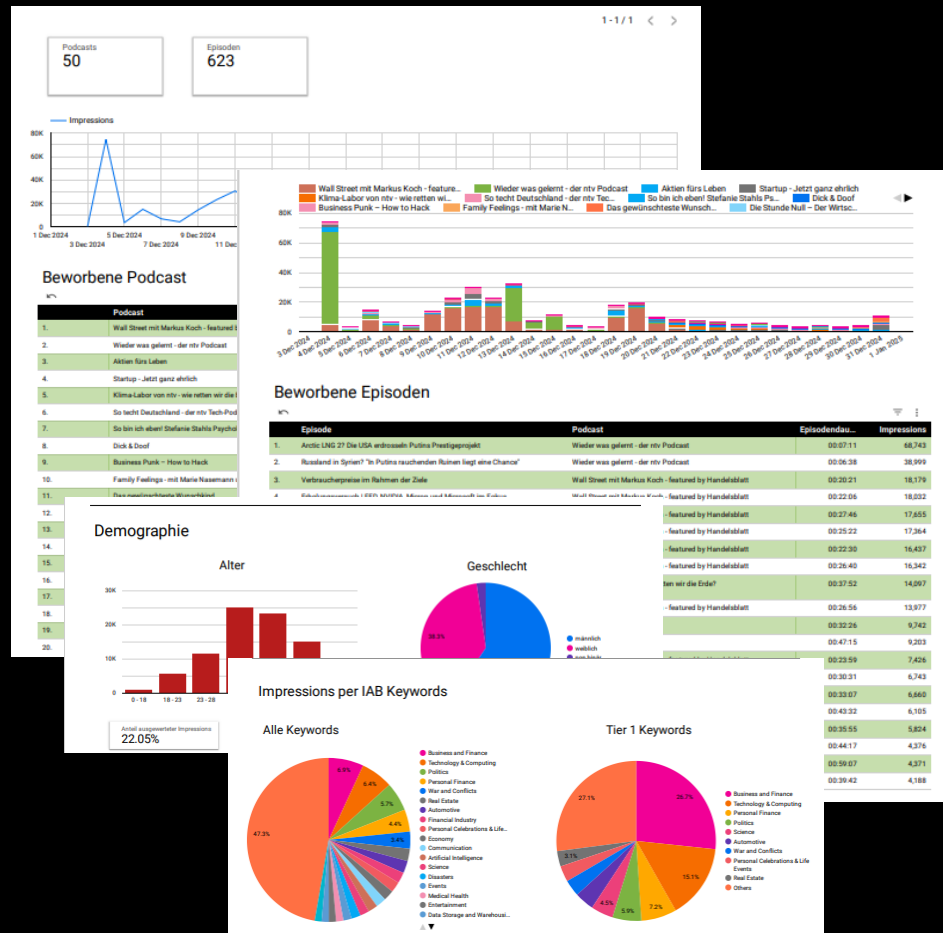 1 - 1 / 1
Podcasts
50
Episoden
623
Impressions
80K
60K
40K
20K
0
1 Dec 2024
3 Dec 2024
5 Dec 2024
7 Dec 2024
9 Dec 2024
11 Dec
Beworbene Podcast
Podcast
1. Wall Street mit Markus Koch - featured b
2. Wieder was gelernt - der ntv Podcast
3. Aktien fürs Leben
4. Startup - Jetzt ganz ehrlich
5. Klima-Labor von ntv - wie retten wir die
6. So techt Deutschland - der ntv Tech-Pod
7. So bin ich eben! Stefanie Stahls Psychol
8. Dick & Doof
9. Business Punk – How to Hack
10. Family Feelings - mit Marie Nasemann
11. Das gewünschteste Wunschkind
12.
13.
14.
15.
16.
17.
18.
19.
20.
Wall Street mit Markus Koch - feature...
Wieder was gelernt - der ntv Podcast
Aktien fürs Leben
Startup - Jetzt ganz ehrlich
Klima-Labor von ntv - wie retten wi...
So techt Deutschland - der ntv Tec...
So bin ich eben! Stefanie Stahls Ps...
Dick & Doof
Business Punk – How to Hack
Family Feelings - mit Marie N...
Das gewünschteste Wunsch...
Die Stunde Null – Der Wirtsc...
80K
60K
40K
20K
0
3 Dec 2024
4 Dec 2024
5 Dec 2024
6 Dec 2024
7 Dec 2024
8 Dec 2024
9 Dec 2024
10 Dec 2024
11 Dec 2024
12 Dec 2024
13 Dec 2024
14 Dec 2024
15 Dec 2024
16 Dec 2024
17 Dec 2024
18 Dec 2024
19 Dec 2024
20 Dec 2024
21 Dec 2024
22 Dec 2024
23 Dec 2024
24 Dec 2024
25 Dec 2024
26 Dec 2024
27 Dec 2024
28 Dec 2024
29 Dec 2024
30 Dec 2024
31 Dec 2024
1 Jan 2025
Beworbene Episoden
Episode Podcast Episodendau... Impressions
1. Arctic LNG 2? Die USA erdrosseln Putins Prestigeprojekt Wieder was gelernt - der ntv Podcast 00:07:11 68,743
2. Russland in Syrien? "In Putins rauchenden Ruinen liegt eine Chance" Wieder was gelernt - der ntv Podcast 00:06:38 38,999
3. Verbraucherpreise im Rahmen der Ziele Wall Street mit Markus Koch - featured by Handelsblatt 00:20:21 18,179
4. Erholungsversuch | FED, NVIDIA, Micron und Microsoft im Fokus Wall Street mit Markus Koch - featured by Handelsblatt 00:22:06 18,032
- featured by Handelsblatt 00:27:46 17,655
- featured by Handelsblatt 00:25:22 17,364
- featured by Handelsblatt 00:22:30 16,437
- featured by Handelsblatt 00:26:40 16,342
ten wir die Erde? 00:37:52 14,097
- featured by Handelsblatt 00:26:56 13,977
00:32:26 9,742
00:47:15 9,203
00:23:59 7,426
00:30:31 6,743
00:33:07 6,660
00:43:32 6,105
00:35:55 5,824
00:44:17 4,376
00:59:07 4,371
00:39:42 4,188
Demographie
Alter
30K
20K
10K
0
0 - 18
18 - 23
23 - 28
Anteil ausgewerteter Impressions
22.05%
Geschlecht
männlich
weiblich
Impressions per IAB Keywords
Alle Keywords
6.9%
6.4%
5.7%
4.4%
3.4%
47.3%
Business and Finance
Technology & Computing
Politics
Personal Finance
War and Conflicts
Real Estate
Automotive
Financial Industry
Personal Celebrations & Life...
Economy
Communication
Artificial Intelligence
Science
Disasters
Events
Medical Health
Entertainment
Data Storage and Warehousi...
Tier 1 Keywords
26.7%
15.1%
7.2%
5.9%
4.5%
3.1%
27.1%
Business and Finance
Technology & Computing
Personal Finance
Politics
Science
Automotive
War and Conflicts
Personal Celebrations & Life
Events
Real Estate
Others